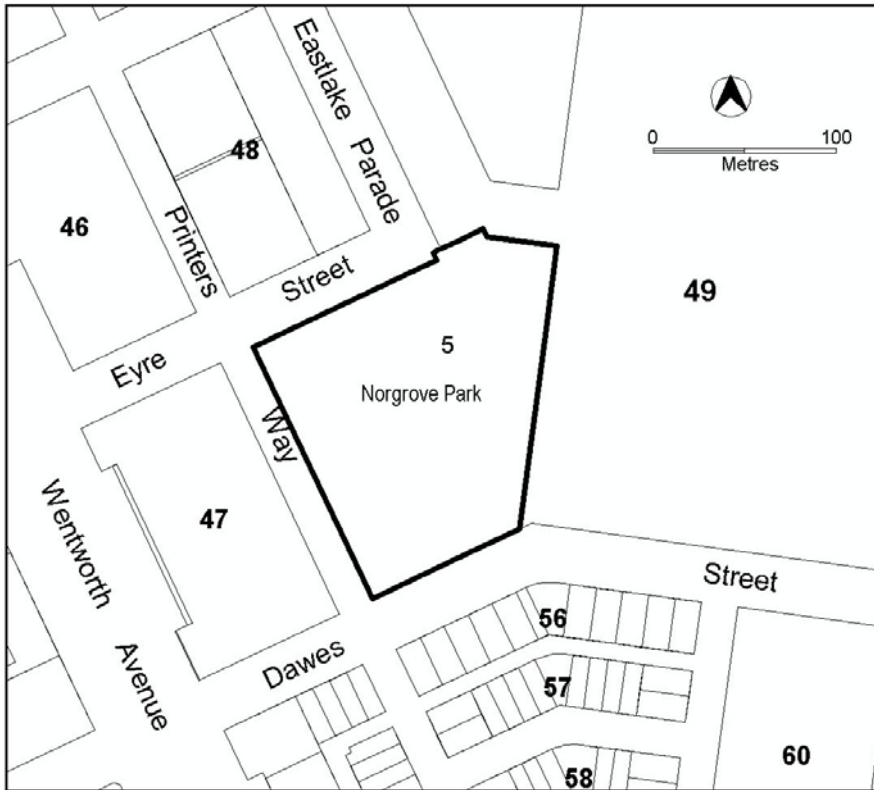 Eastlake Parade
48
0 100
Metres
46
Printers
Street
49
5
Eyre
Norgrove Park
Way
Wentworth
47
Street
56
Avenue
Dawes
57
60
58